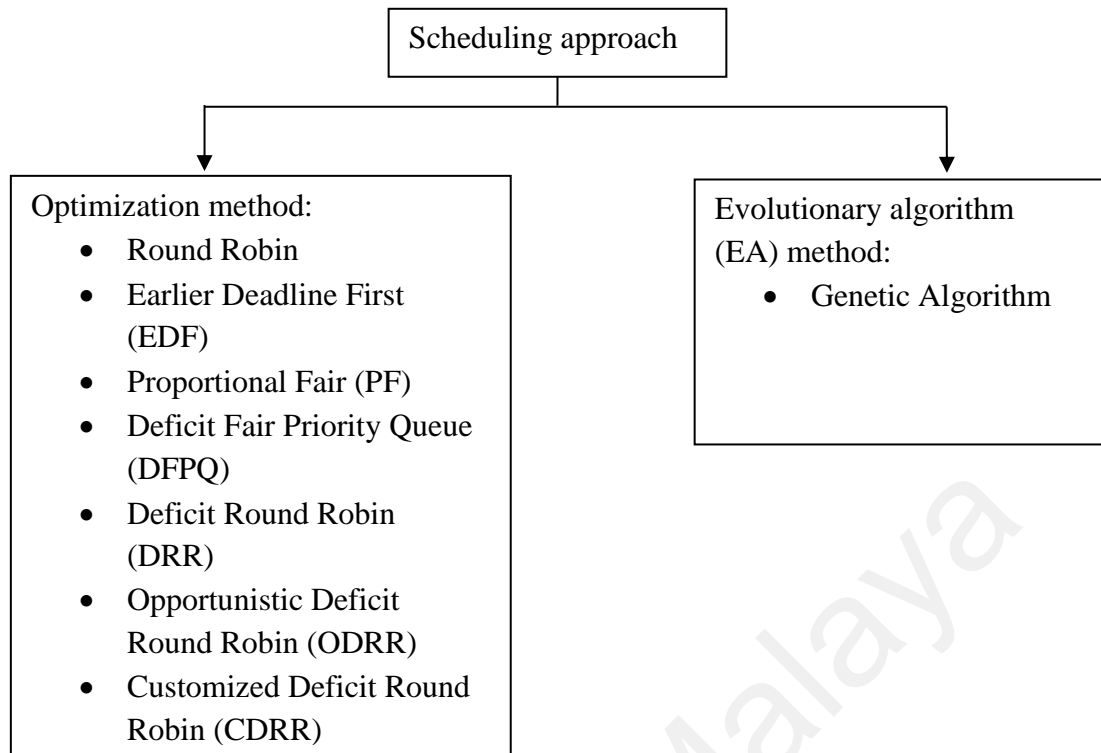 Scheduling approach
Optimization method:
• Round Robin
• Earlier Deadline First
(EDF)
• Proportional Fair (PF)
• Deficit Fair Priority Queue
(DFPQ)
• Deficit Round Robin
(DRR)
• Opportunistic Deficit
Round Robin (ODRR)
• Customized Deficit Round
Robin (CDRR)
Evolutionary algorithm
(EA) method:
• Genetic Algorithm
Malaya